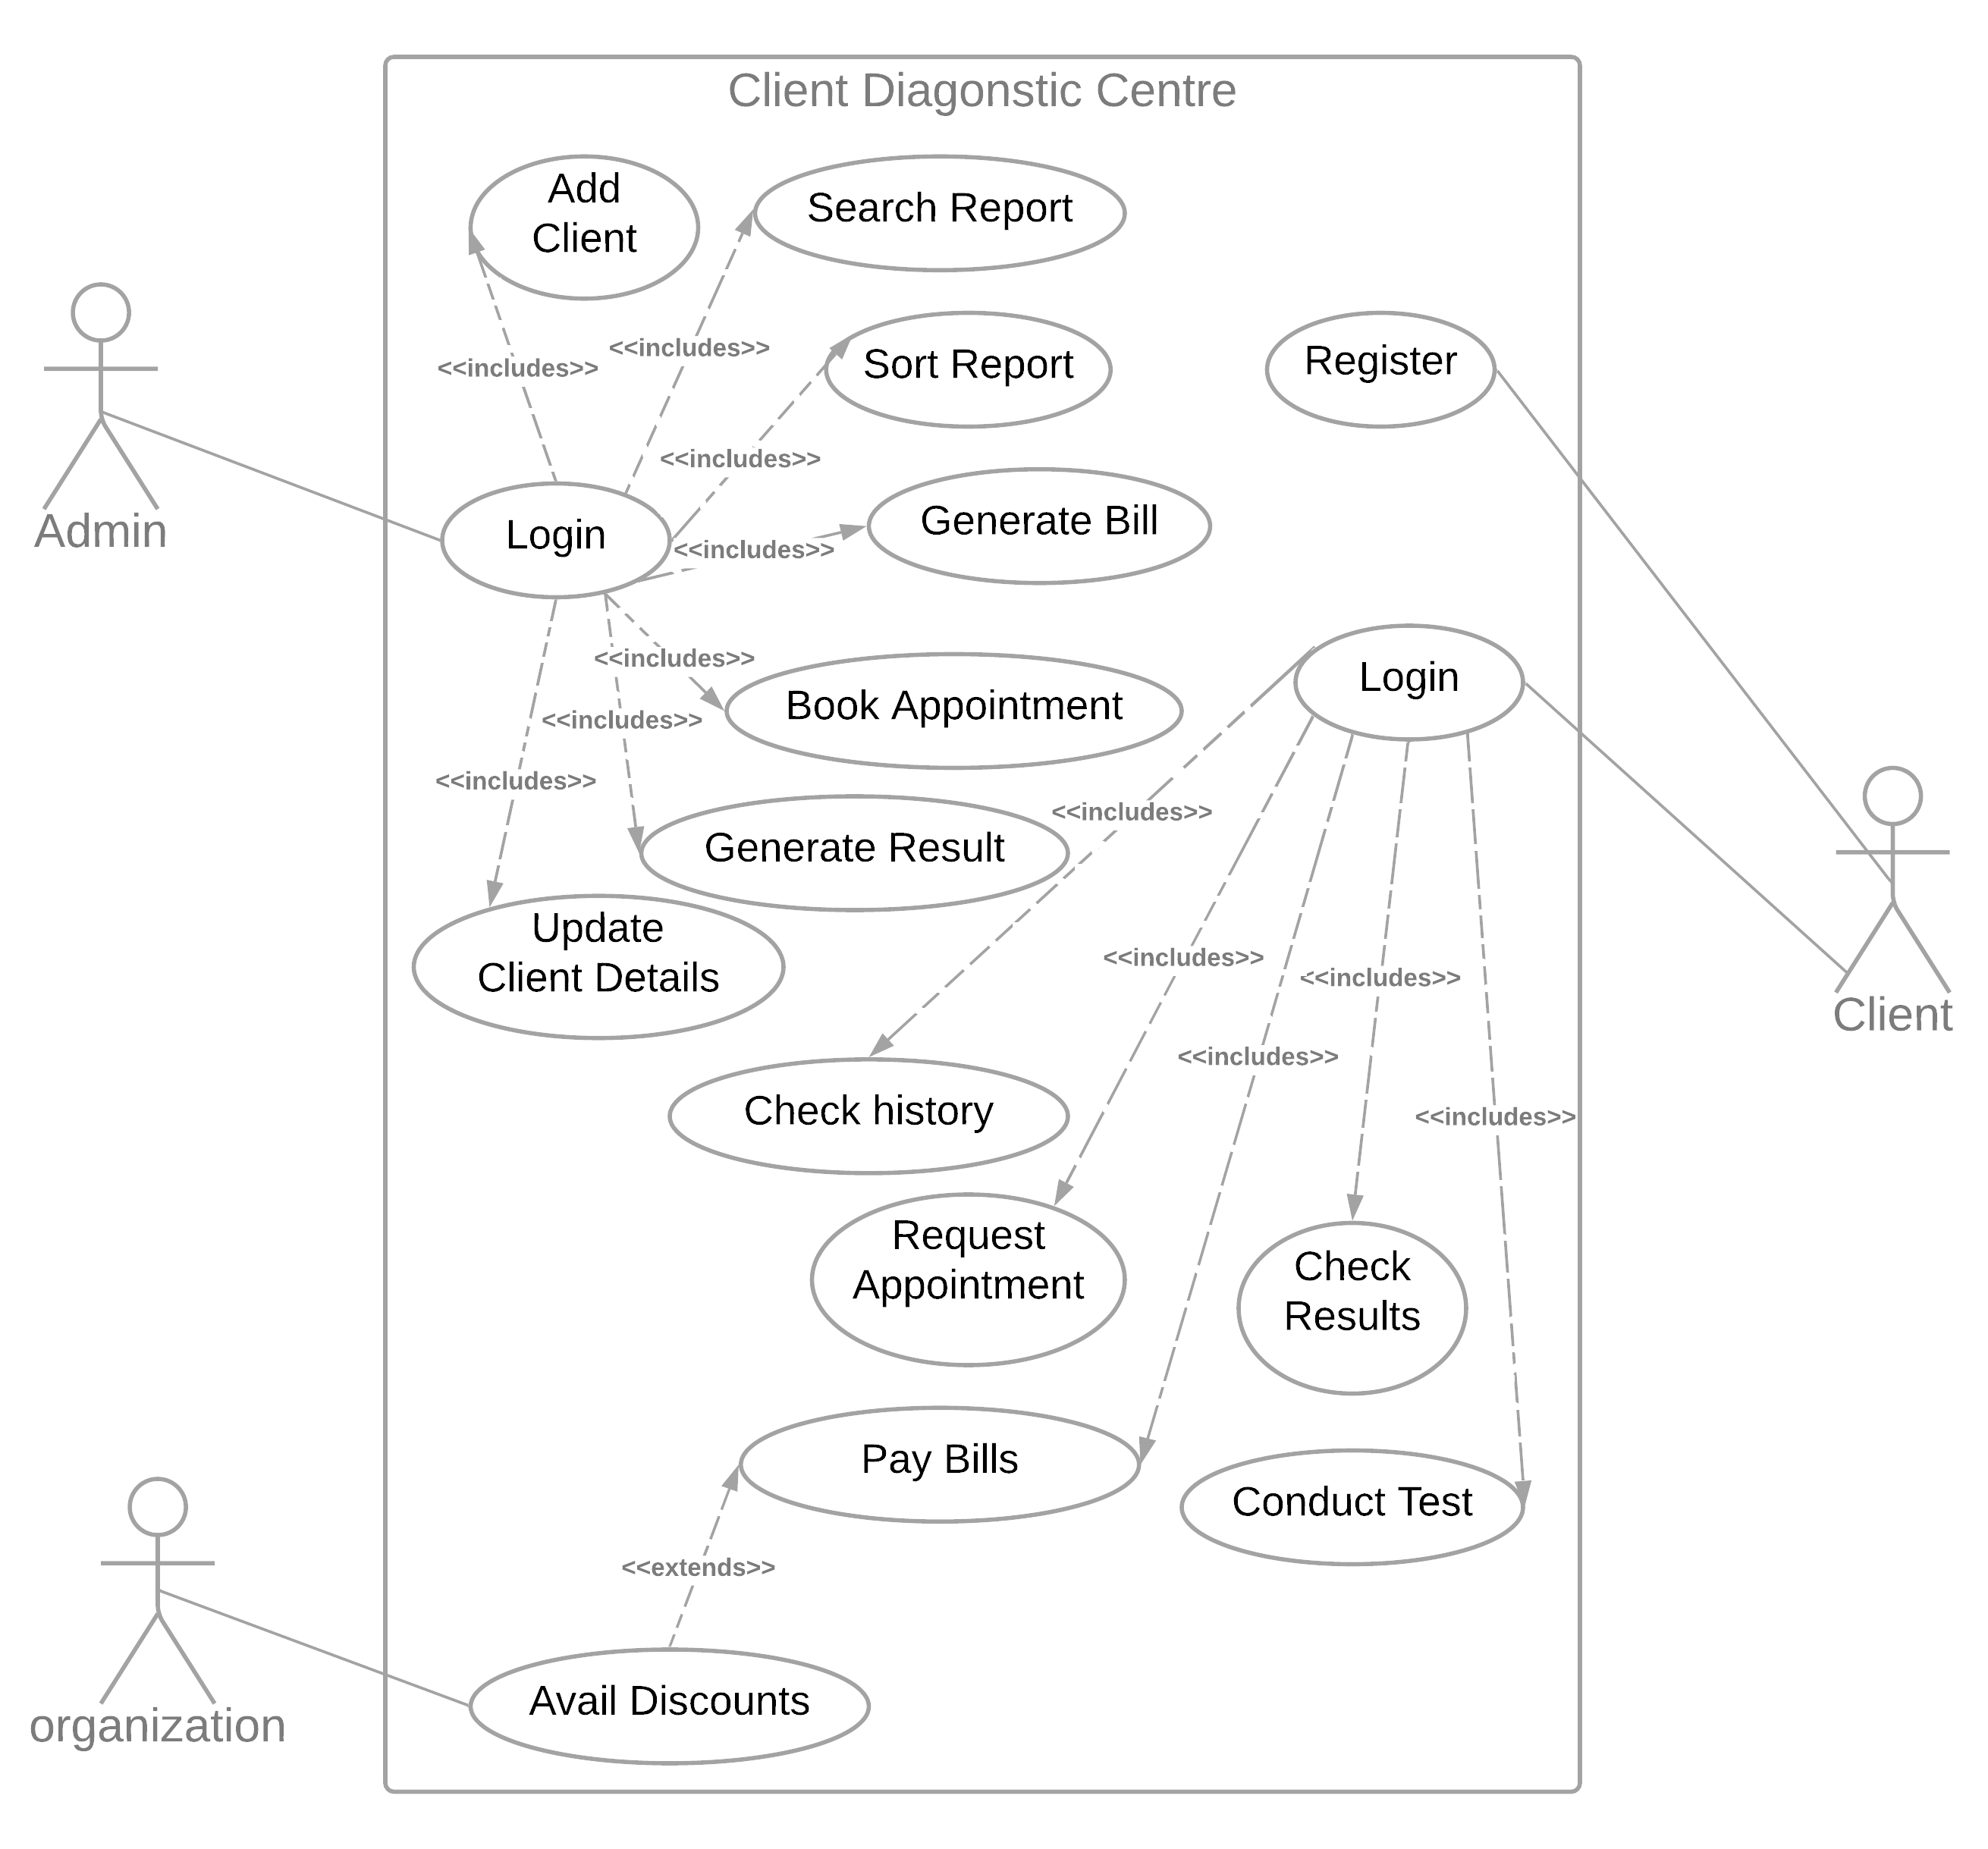 Client Diagonstic Centre
Add
Client
Search Report
<<includes>>
<<includes>>
Sort Report
Register
<<includes>>
Admin
Login
Generate Bill
<<includes>>
<<includes>>
Book Appointment
Login
<<includes>>
<<includes>>
<<includes>>
Generate Result
Update
Client Details
<<includes>>
<<includes>>
Client
<<includes>>
Check history
<<includes>>
Request
Appointment
Check
Results
Pay Bills
Conduct Test
<<extends>>
Avail Discounts
organization